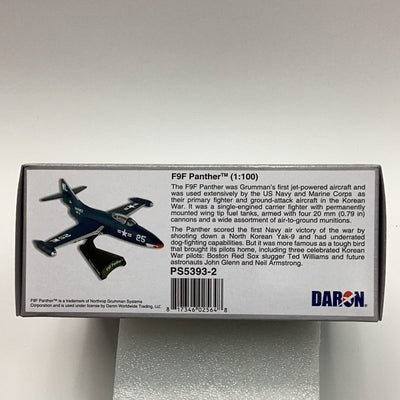 F9F Panther™ (1:100)
The F9F Panther was Grumman's first jet-powered aircraft and
was used extensively by the US Navy and Marine Corps as
their primary fighter and ground-attack aircraft in the Korean
War. It was a single-engined carrier fighter with permanently
mounted wing tip fuel tanks, armed with four 20 mm (0.79 in)
cannons and a wide assortment of air-to-ground munitions.
The Panther scored the first Navy air victory of the war by
shooting down a North Korean Yak-9 and had underrated
dog-fighting capabilities. But it was more famous as a tough bird
that brought its pilots home, including three celebrated Korean
War pilots: Boston Red Sox slugger Ted Williams and future
astronauts John Glenn and Neil Armstrong.
PS5393-2
25
F9F Panther™ is a trademark of Northrop Grumman Systems
Corporation and is used under license by Daron Worldwide Trading, LLC.
8 17346 02564 8
DARON